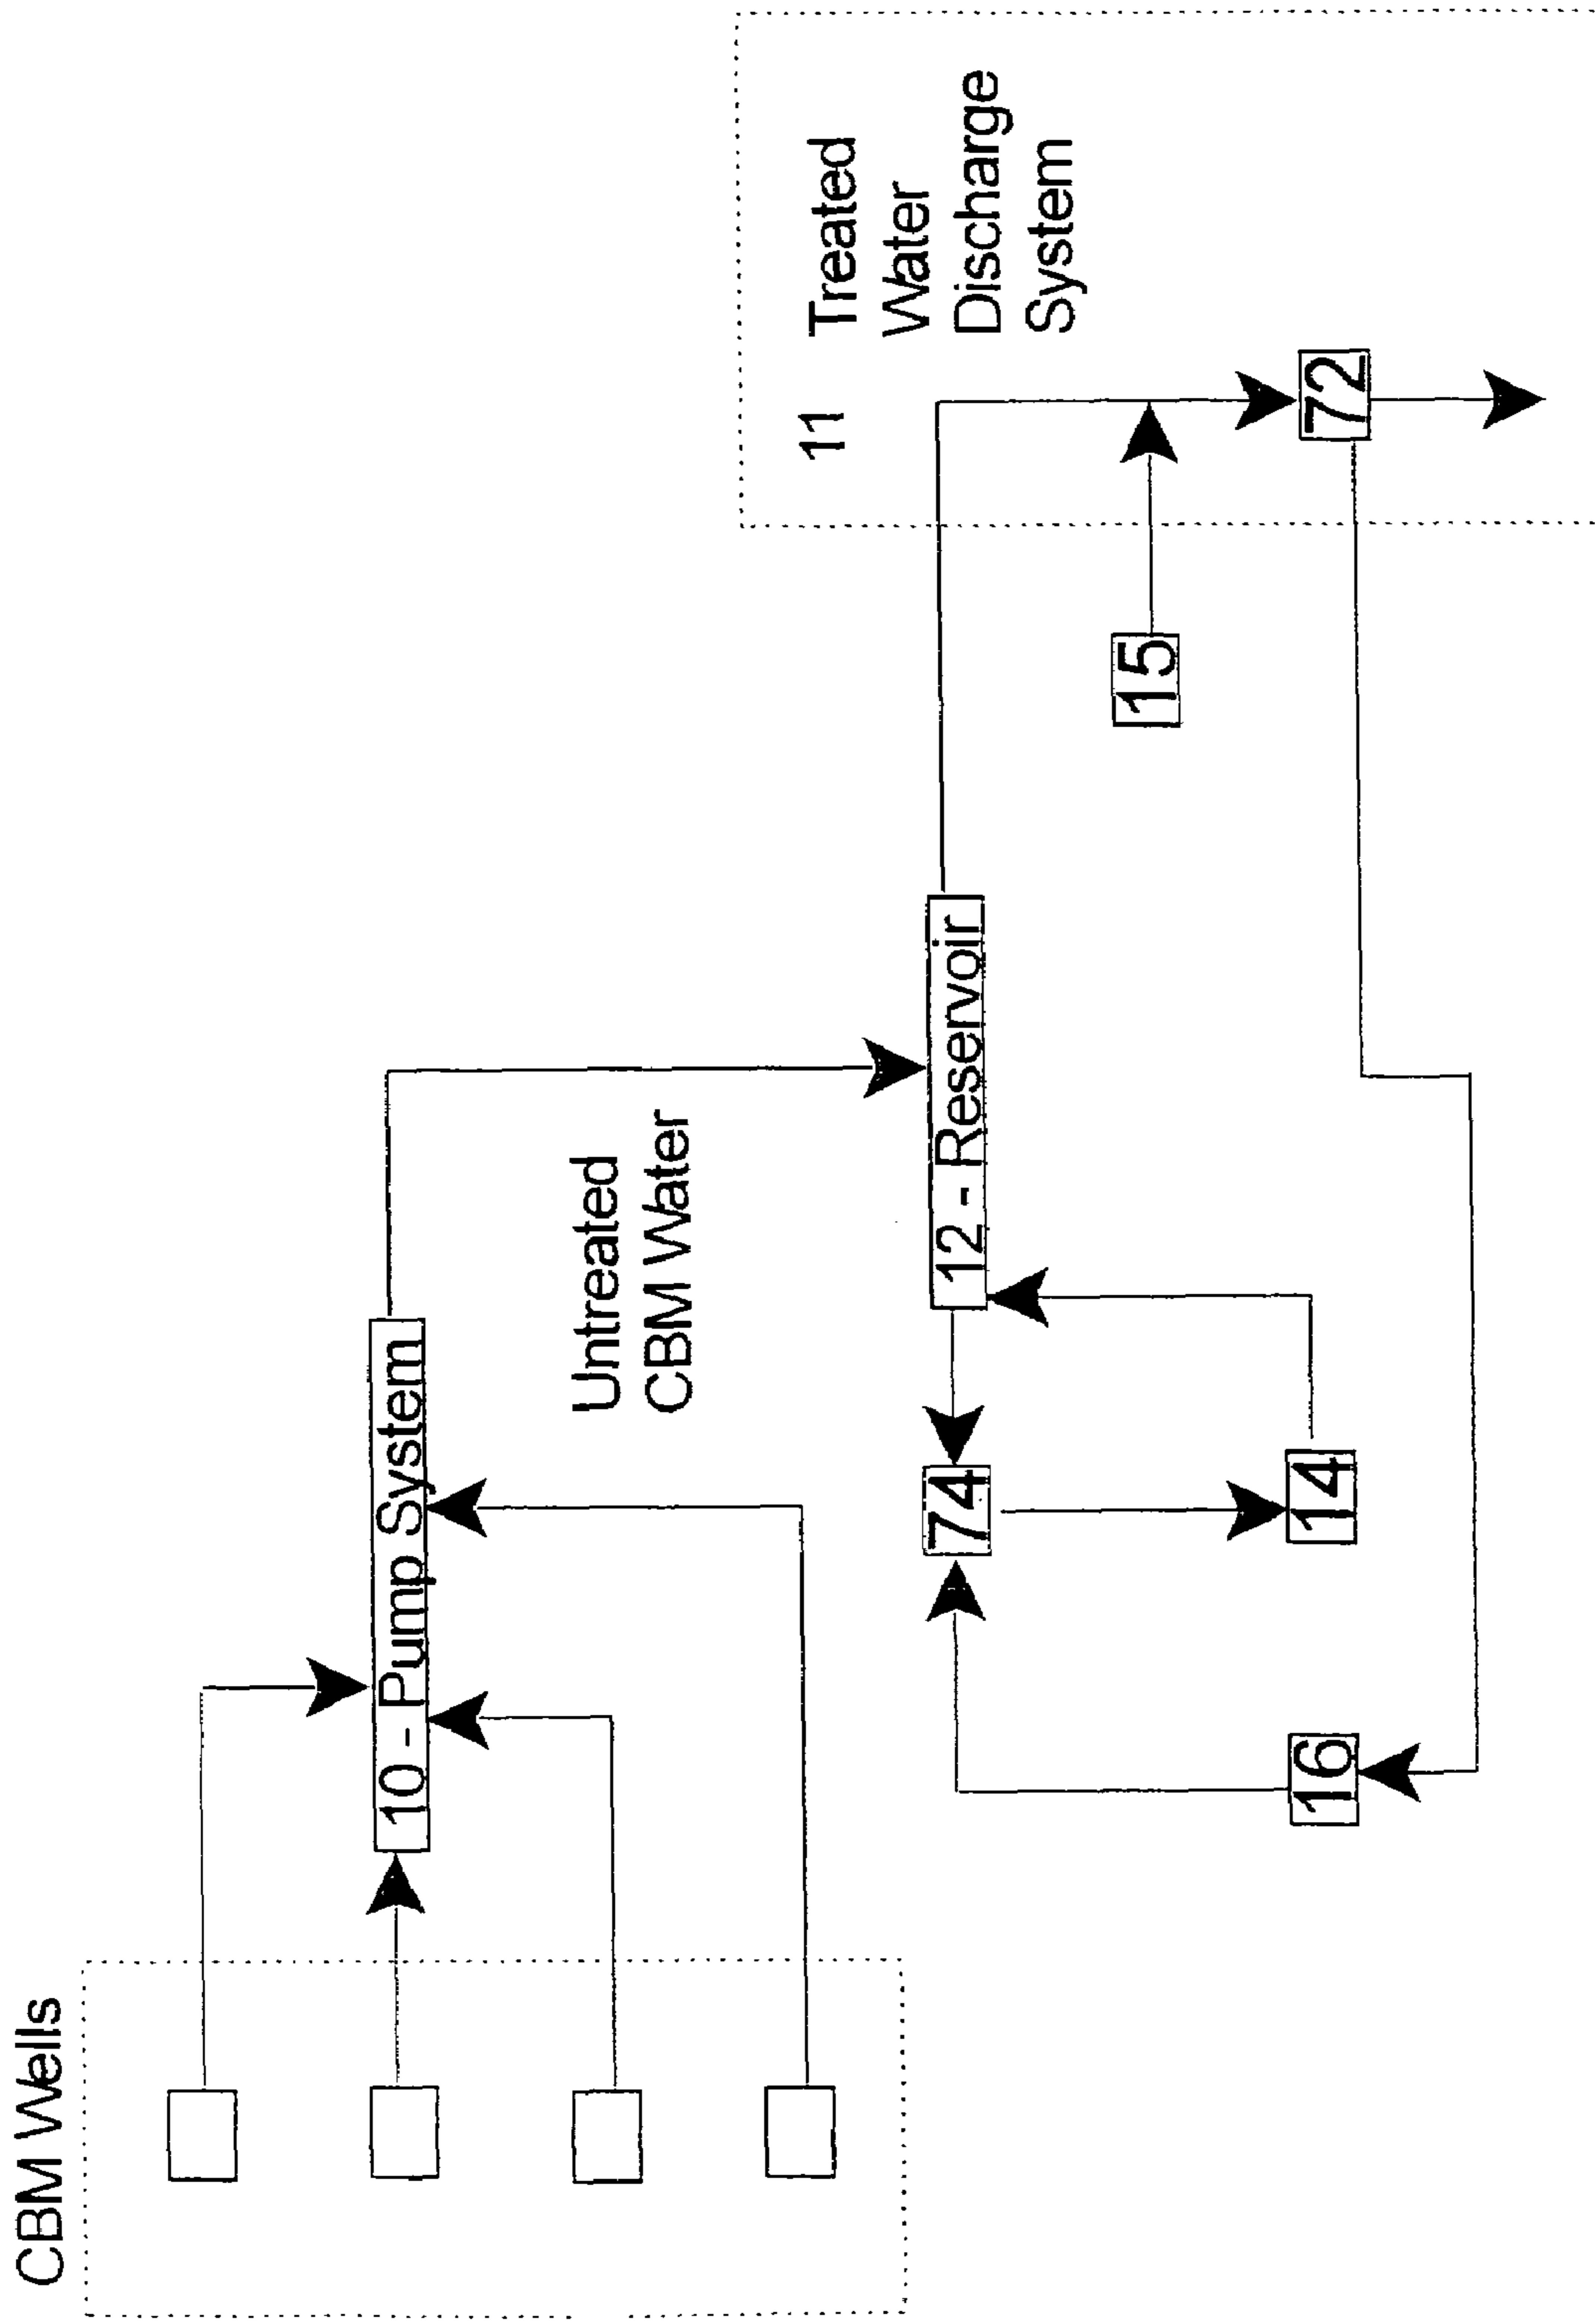 CBM Wells
10 - Pump System
Untreated
CBM Water
12 - Reservoir
74
14
16
15
11 Treated
Water
Discharge
System
72